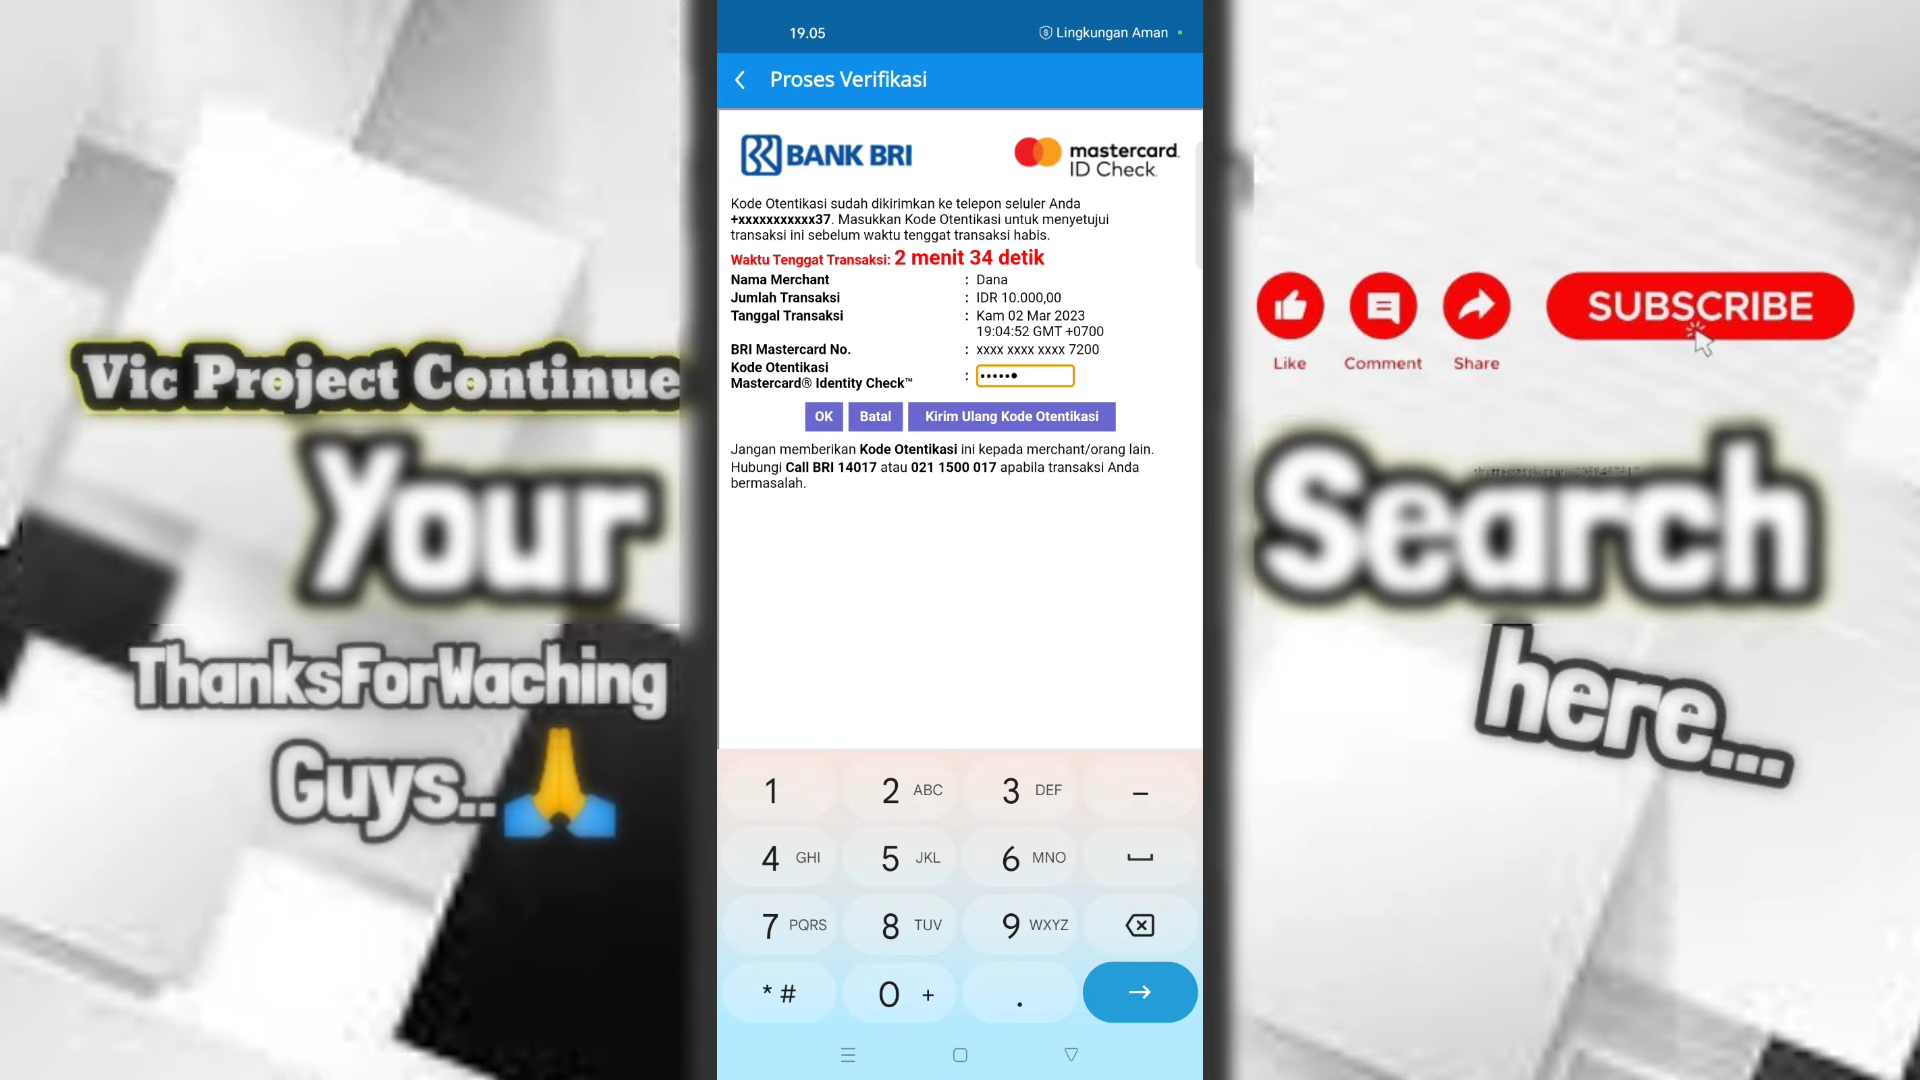 19.05
Lingkungan Aman
Proses Verifikasi
BANK BRI
mastercard.
ID Check.
Kode Otentikasi sudah dikirimkan ke telepon seluler Anda
+xxxxxxxxxxx37. Masukkan Kode Otentikasi untuk menyetujui
transaksi ini sebelum waktu tenggat transaksi habis.
Waktu Tenggat Transaksi: 2 menit 34 detik
Nama Merchant : Dana
Jumlah Transaksi : IDR 10.000,00
Tanggal Transaksi : Kam 02 Mar 2023
19:04:52 GMT +0700
BRI Mastercard No. : xxxx xxxx xxxx 7200
Kode Otentikasi
Mastercard® Identity Check™ : ••••••
OK Batal Kirim Ulang Kode Otentikasi
Jangan memberikan Kode Otentikasi ini kepada merchant/orang lain.
Hubungi Call BRI 14017 atau 021 1500 017 apabila transaksi Anda
bermasalah.
1 2 ABC 3 DEF –
4 GHI 5 JKL 6 MNO
7 PQRS 8 TUV 9 WXYZ
* # 0 + .
Vic Project Continue
Your
ThanksForWaching
Guys..🙏
SUBSCRIBE
Like Comment Share
Search
here...